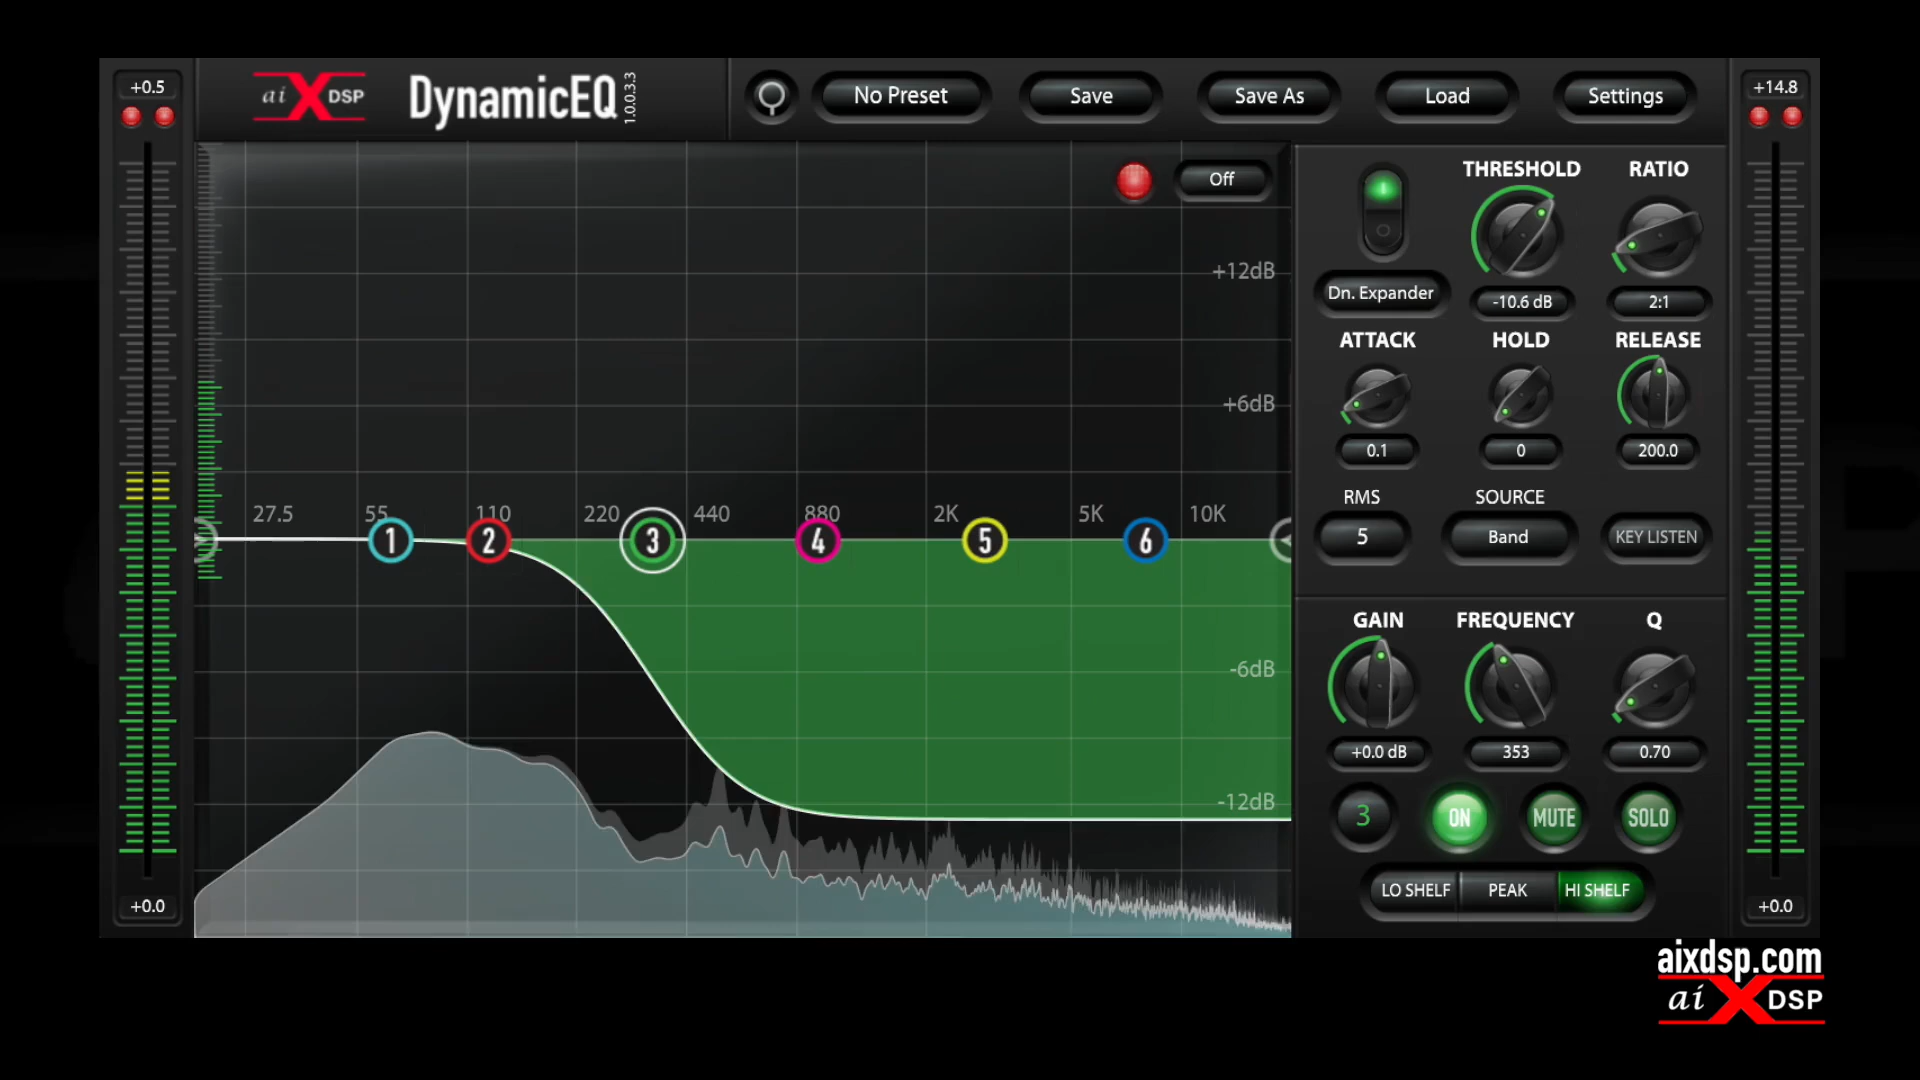 +0.5
ai X DSP
DynamicEQ
1.0.0.3.3
No Preset
Save
Save As
Load
Settings
+14.8
Off
+12dB
+6dB
27.5 55 110 220 440 880 2K 5K 10K
1 2 3 4 5 6
-6dB
-12dB
+0.0
THRESHOLD RATIO
Dn. Expander
-10.6 dB 2:1
ATTACK HOLD RELEASE
0.1 0 200.0
RMS SOURCE
5 Band KEY LISTEN
GAIN FREQUENCY Q
+0.0 dB 353 0.70
3 ON MUTE SOLO
LO SHELF PEAK HI SHELF
+0.0
aixdsp.com
ai X DSP